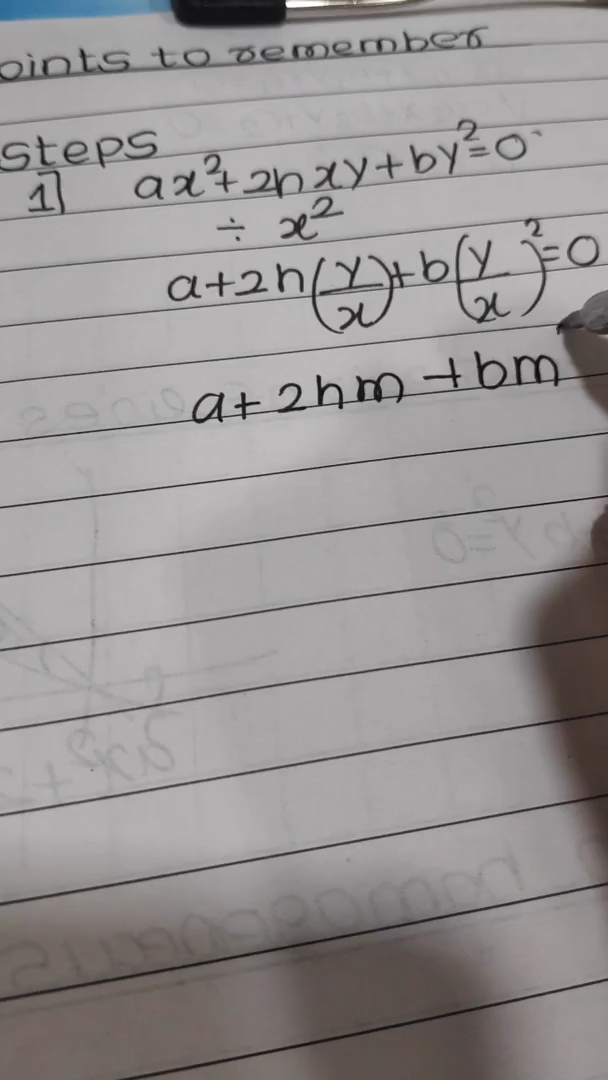 oints to remember
steps
1] ax²+2hxy+by²=0
÷ x²
a+2h(y/x)+b(y/x)²=0
a+2hm+bm